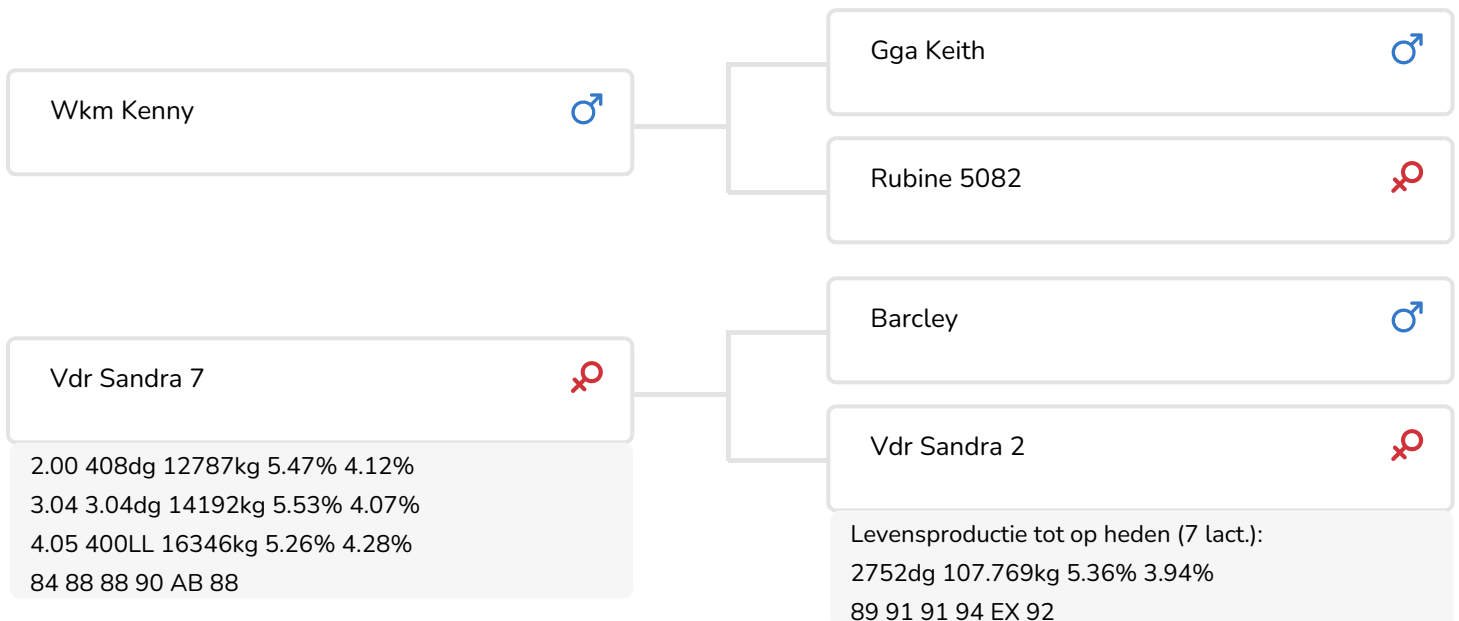 Gga Keith
Wkm Kenny
Rubine 5082
Barcley
Vdr Sandra 7
Vdr Sandra 2
2.00 408dg 12787kg 5.47% 4.12%
3.04 3.04dg 14192kg 5.53% 4.07%
4.05 400LL 16346kg 5.26% 4.28%
84 88 88 90 AB 88
Levensproductie tot op heden (7 lact.):
2752dg 107.769kg 5.36% 3.94%
89 91 91 94 EX 92